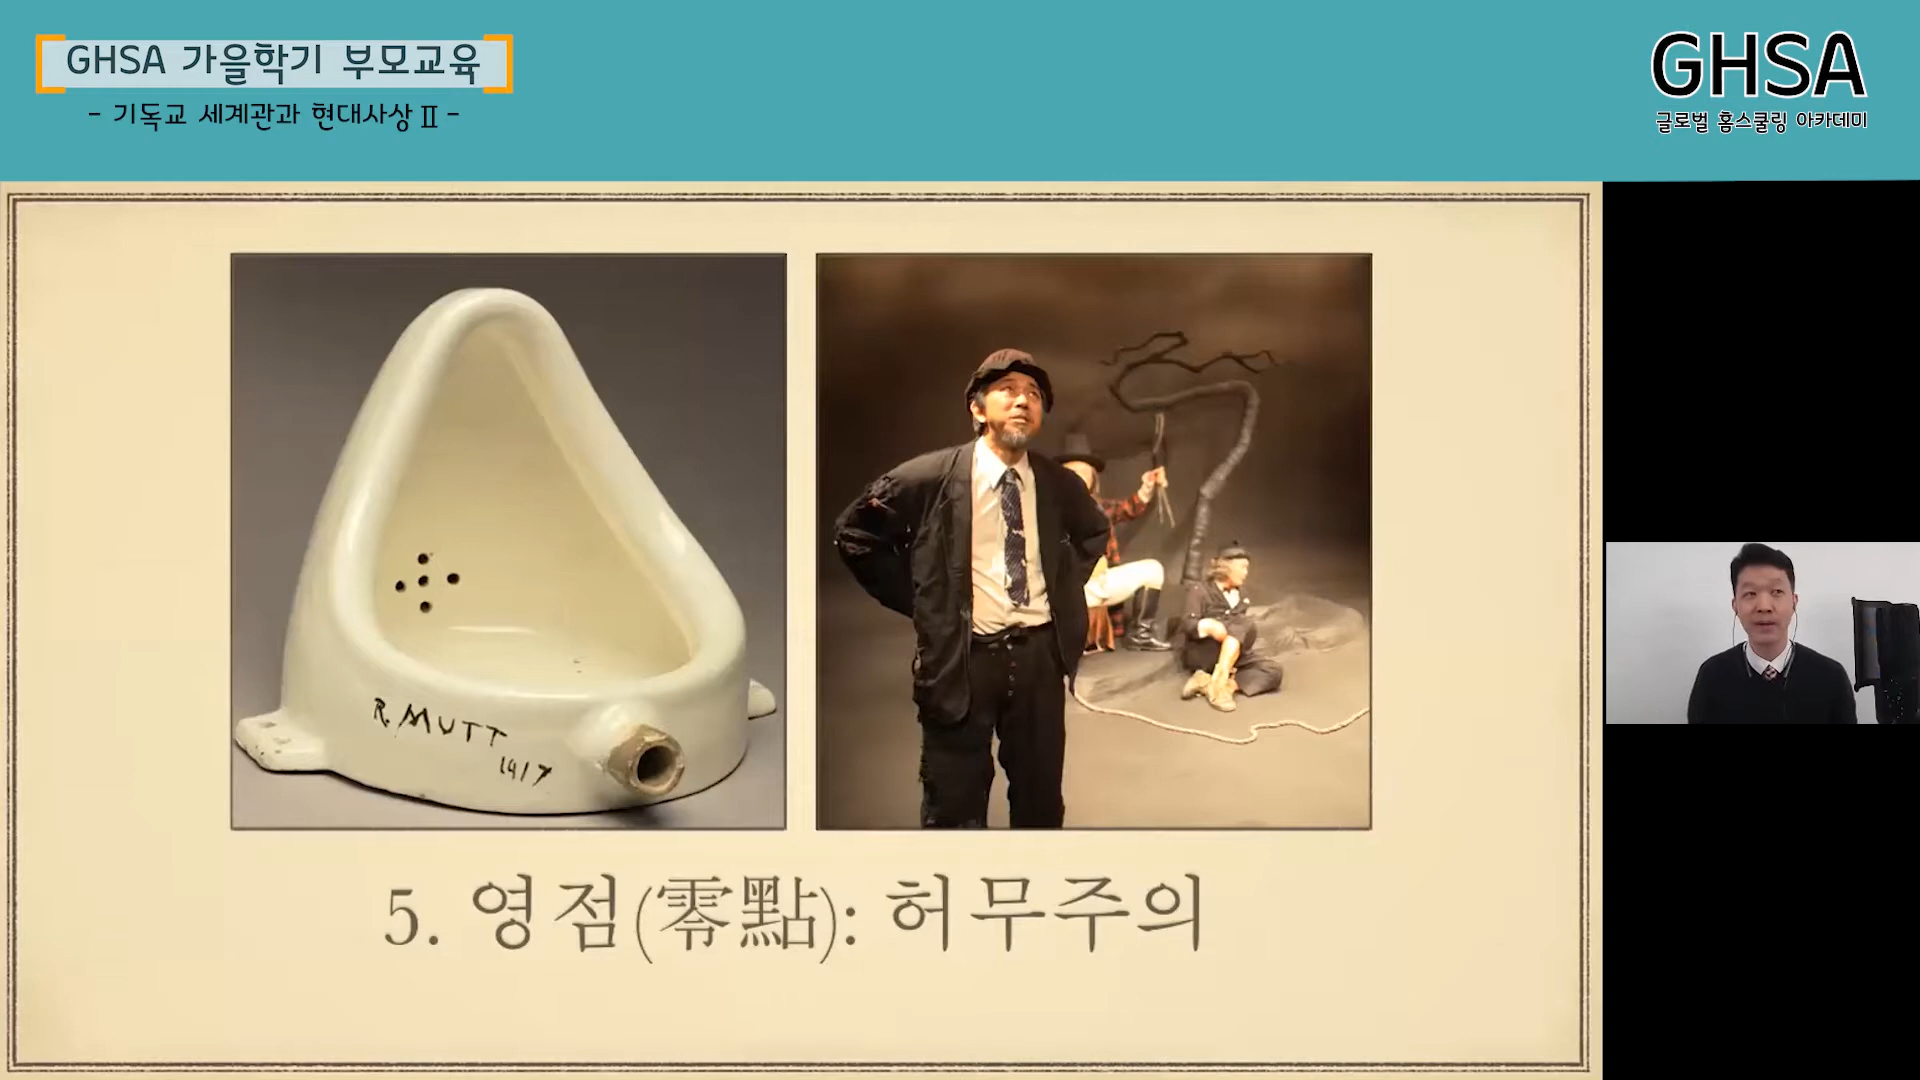 GHSA 가을학기 부모교육
- 기독교 세계관과 현대사상 Ⅱ -
GHSA
글로벌 홈스쿨링 아카데미
R. MUTT
1917
5. 영점(零點): 허무주의